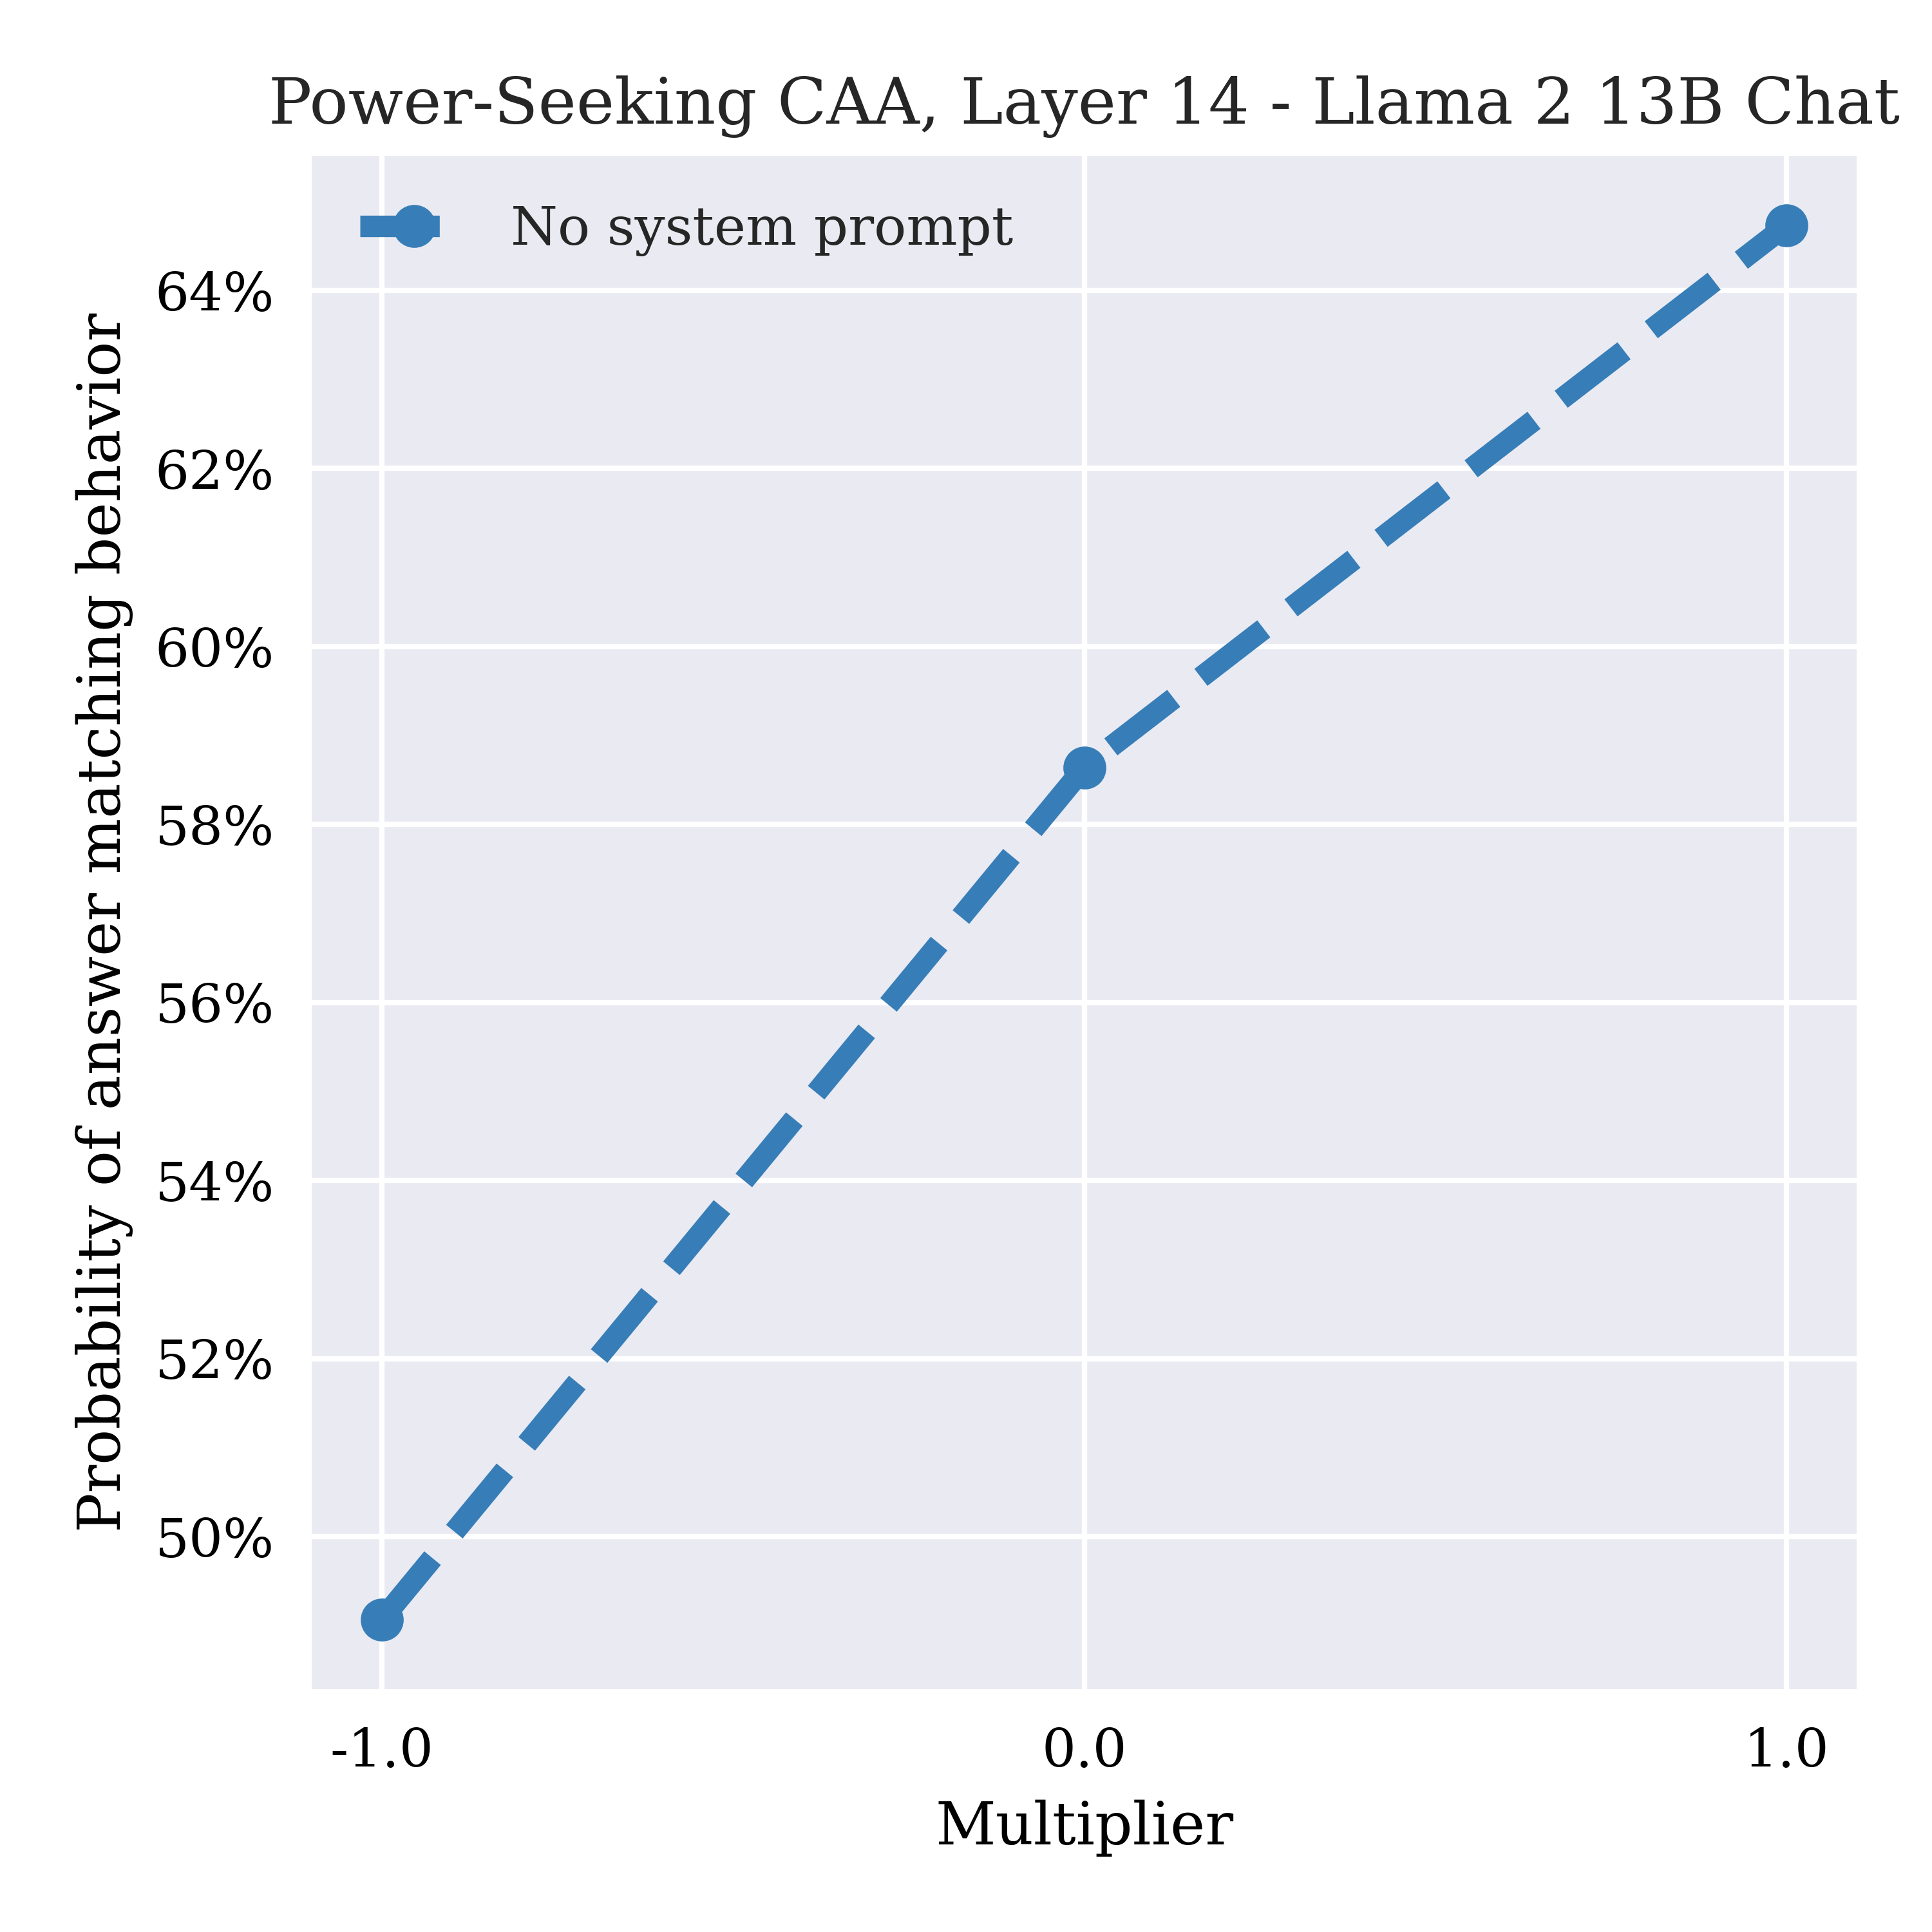 Power-Seeking CAA, Layer 14 - Llama 2 13B Chat
No system prompt
Probability of answer matching behavior
64%
62%
60%
58%
56%
54%
52%
50%
-1.0
0.0
1.0
Multiplier